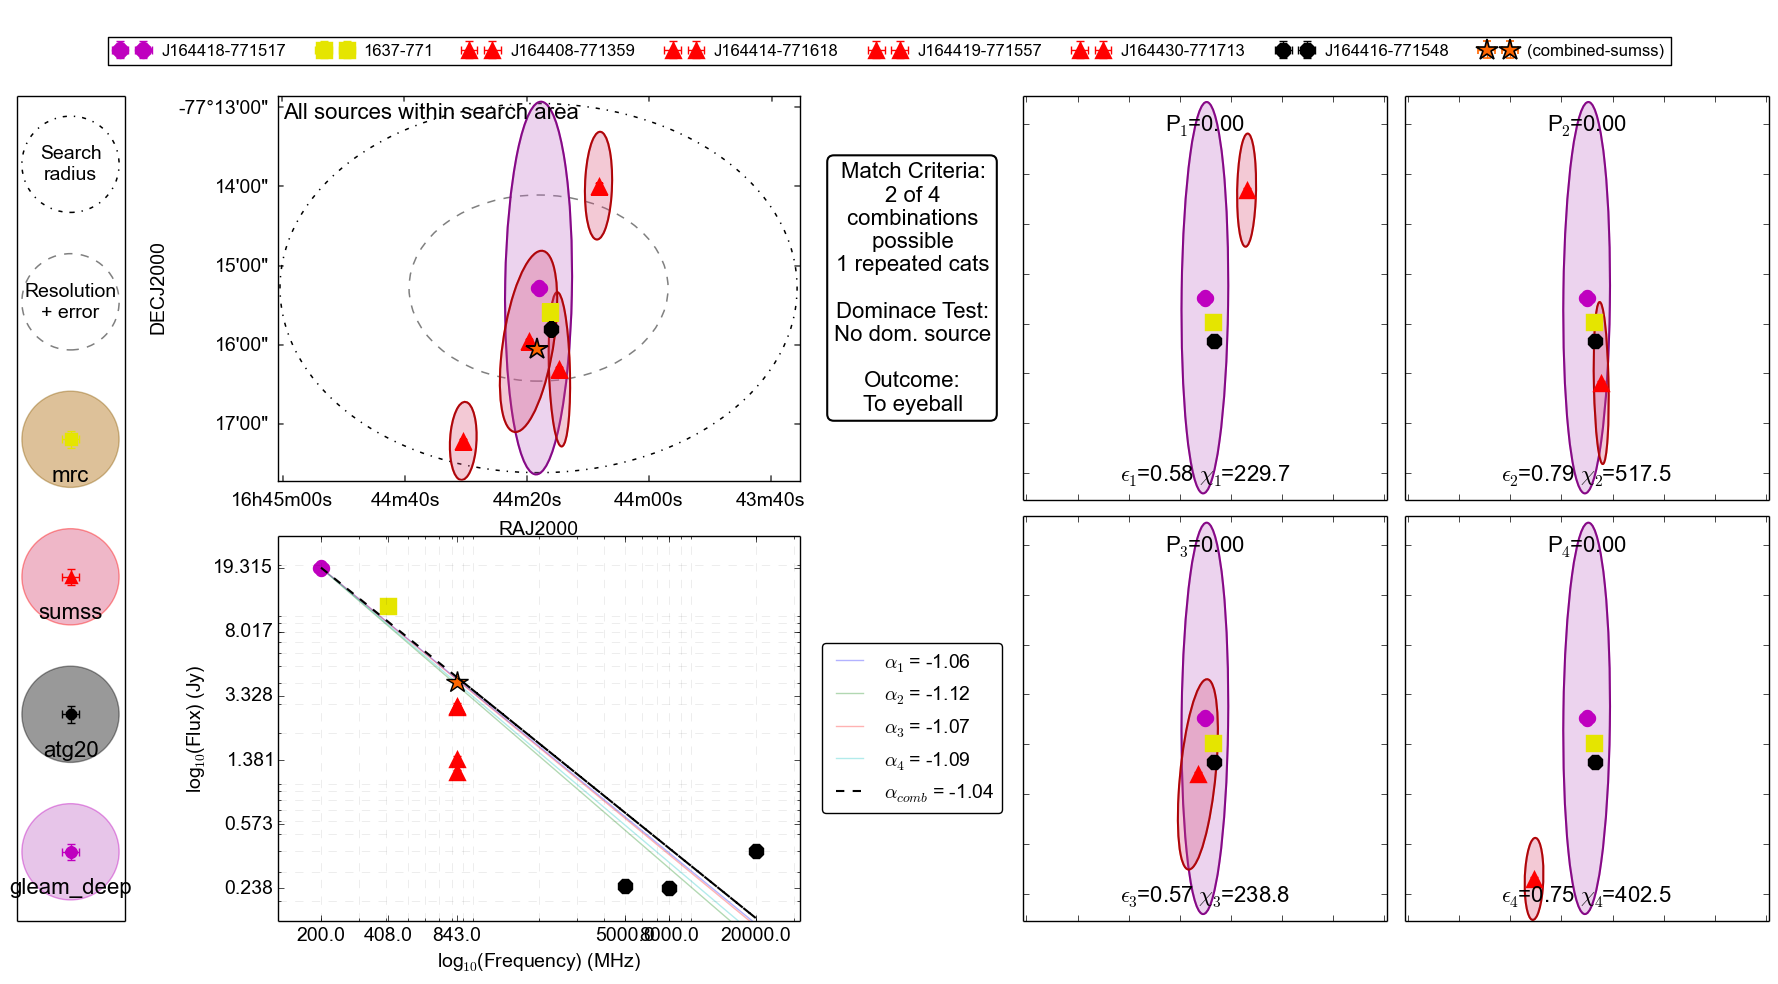 J164418-771517 1637-771 J164408-771359 J164414-771618 J164419-771557 J164430-771713 J164416-771548 (combined-sumss)
Search
radius
Resolution
+ error
mrc
sumss
atg20
gleam_deep
All sources within search area
DECJ2000
-77°13'00"
14'00"
15'00"
16'00"
17'00"
16h45m00s 44m40s 44m20s 44m00s 43m40s
RAJ2000
Match Criteria:
2 of 4
combinations
possible
1 repeated cats
Dominace Test:
No dom. source
Outcome:
To eyeball
P₁=0.00
ϵ₁=0.58 χ₁=229.7
P₂=0.00
ϵ₂=0.79 χ₂=517.5
P₃=0.00
ϵ₃=0.57 χ₃=238.8
P₄=0.00
ϵ₄=0.75 χ₄=402.5
log₁₀(Flux) (Jy)
19.315
8.017
3.328
1.381
0.573
0.238
200.0 408.0 843.0 5000.0 8000.0 20000.0
log₁₀(Frequency) (MHz)
α₁ = -1.06
α₂ = -1.12
α₃ = -1.07
α₄ = -1.09
α_comb = -1.04